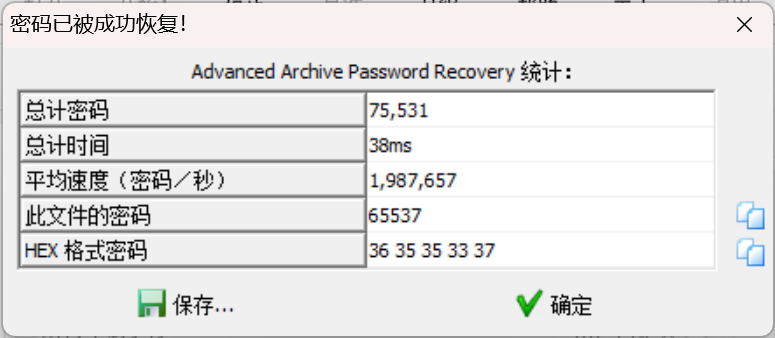 密码已被成功恢复!
Advanced Archive Password Recovery 统计:
总计密码 75,531
总计时间 38ms
平均速度(密码/秒) 1,987,657
此文件的密码 65537
HEX 格式密码 36 35 35 33 37
保存... 确定